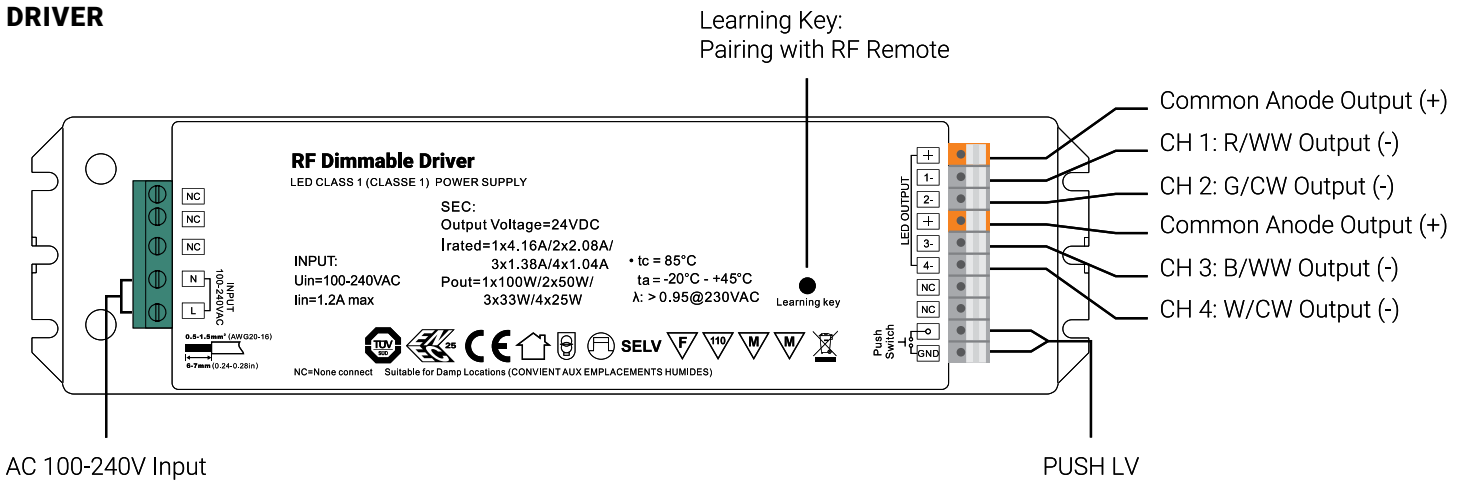 DRIVER
Learning Key:
Pairing with RF Remote
Common Anode Output (+)
CH 1: R/WW Output (-)
CH 2: G/CW Output (-)
Common Anode Output (+)
CH 3: B/WW Output (-)
CH 4: W/CW Output (-)
RF Dimmable Driver
LED CLASS 1 (CLASSE 1) POWER SUPPLY
SEC:
Output Voltage=24VDC
Irated=1x4.16A/2x2.08A/
3x1.38A/4x1.04A
Pout=1x100W/2x50W/
3x33W/4x25W
INPUT:
Uin=100-240VAC
Iin=1.2A max
• tc = 85°C
ta = -20°C - +45°C
λ: > 0.95@230VAC
Learning key
NC
NC
NC
N
L
INPUT
100-240VAC
0.5-1.5mm² (AWG20-16)
6-7mm (0.24-0.28in)
TÜV
SÜD
ENEC
25
CE
SELV
F
110
M
M
NC=None connect Suitable for Damp Locations (CONVIENT AUX EMPLACEMENTS HUMIDES)
LED OUTPUT
+
1-
2-
+
3-
4-
NC
NC
Push
Switch
GND
AC 100-240V Input
PUSH LV